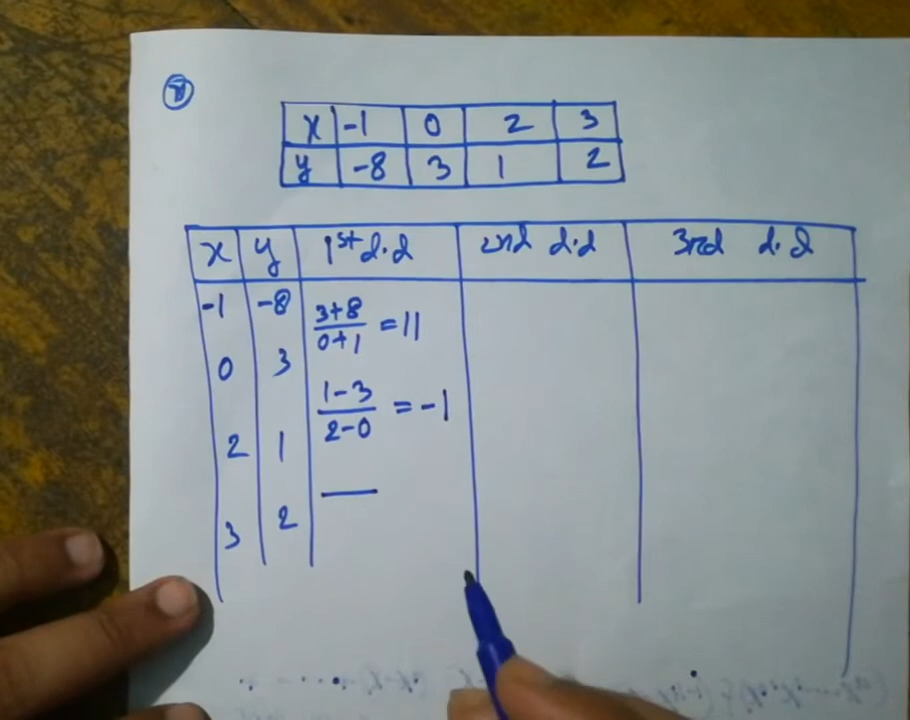 x -1 0 2 3
y -8 3 1 2
x y 1st d.d 2nd d.d 3rd d.d
-1 -8
3+8
0+1 = 11
0 3
1-3
2-0 = -1
2 1
3 2